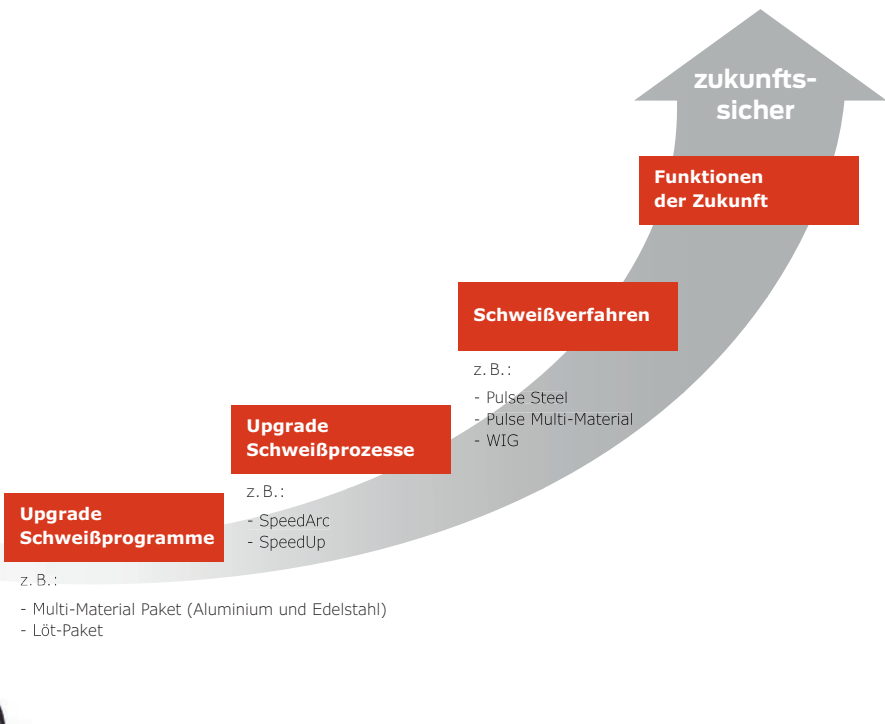 zukunfts-
sicher
Funktionen
der Zukunft
Schweißverfahren
z. B.:
- Pulse Steel
- Pulse Multi-Material
- WIG
Upgrade
Schweißprozesse
z. B.:
- SpeedArc
- SpeedUp
Upgrade
Schweißprogramme
z. B.:
- Multi-Material Paket (Aluminium und Edelstahl)
- Löt-Paket